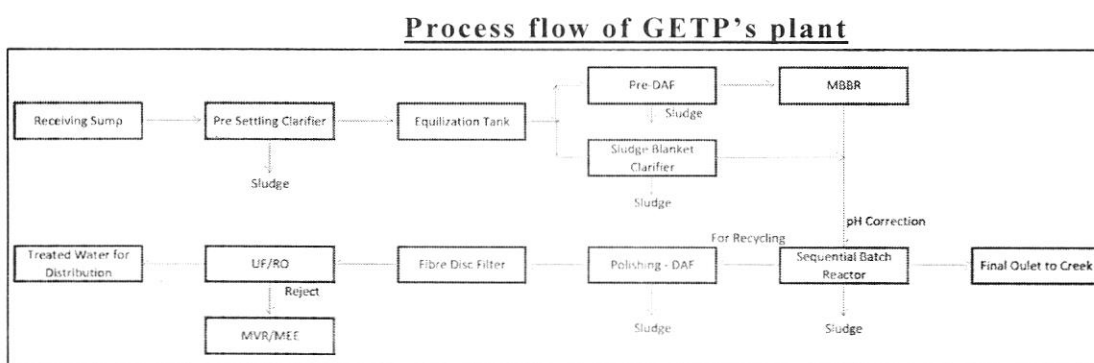 Process flow of GETP's plant
Pre-DAF
MBBR
Receiving Sump
Pre Settling Clarifier
Equilization Tank
Sludge
Sludge Blanket
Clarifier
Sludge
Sludge
pH Correction
For Recycling
Treated Water for
Distribution
UF/RO
Fibre Disc Filter
Polishing - DAF
Sequential Batch
Reactor
Final Oulet to Creek
Reject
MVR/MEE
Sludge
Sludge